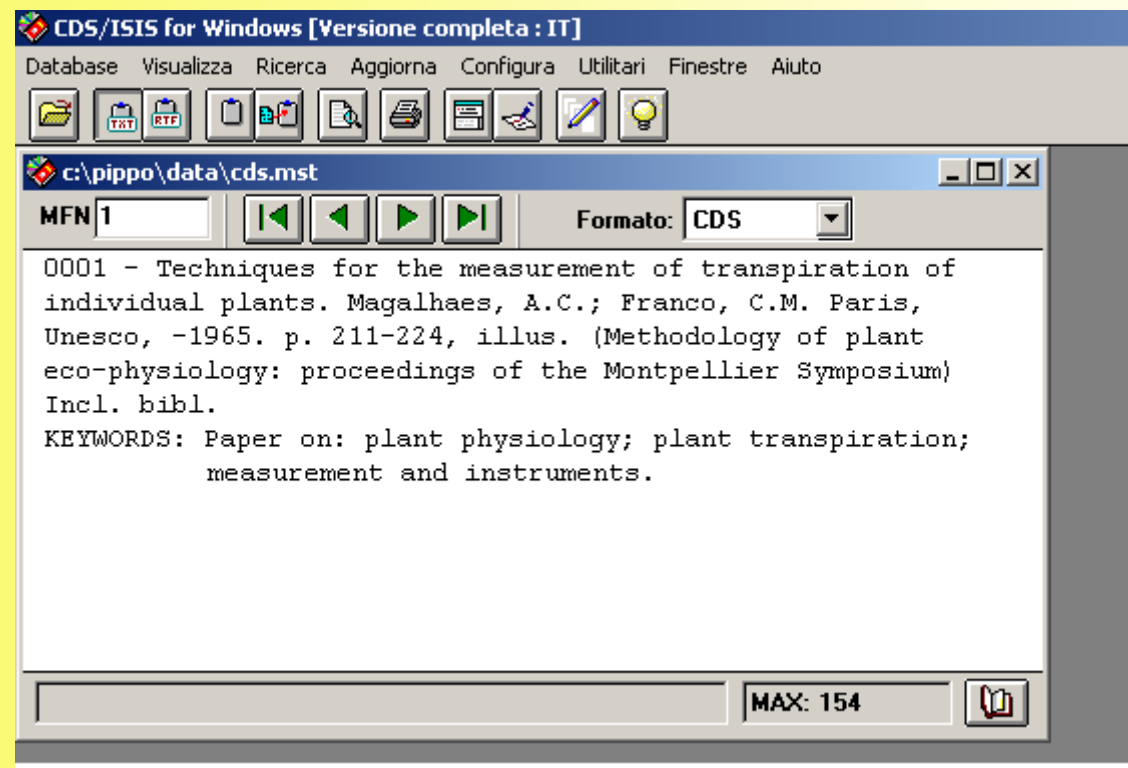 CDS/ISIS for Windows [Versione completa : IT]
Database Visualizza Ricerca Aggiorna Configura Utilitari Finestre Aiuto
TXT RTF
c:\pippo\data\cds.mst
MFN 1 Formato: CDS
0001 - Techniques for the measurement of transpiration of
individual plants. Magalhaes, A.C.; Franco, C.M. Paris,
Unesco, -1965. p. 211-224, illus. (Methodology of plant
eco-physiology: proceedings of the Montpellier Symposium)
Incl. bibl.
KEYWORDS: Paper on: plant physiology; plant transpiration;
measurement and instruments.
MAX: 154